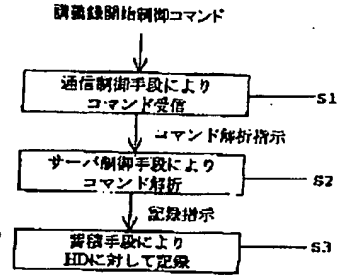 講義録開始制御コマンド
通信制御手段により
コマンド受信
S1
コマンド解析指示
サーバ制御手段により
コマンド解析
S2
記録指示
蓄積手段により
HDに対して記録
S3